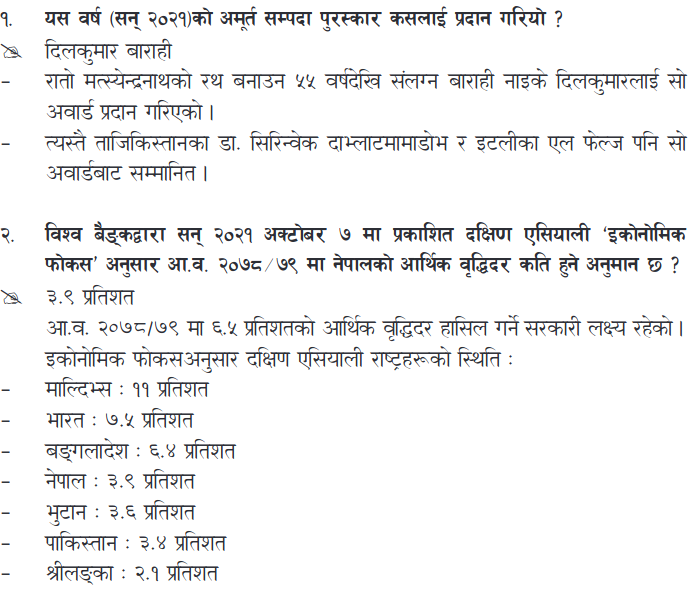 १. यस वर्ष (सन् २०२१)को अमूर्त सम्पदा पुरस्कार कसलाई प्रदान गरियो ?
दिलकुमार बाराही
- रातो मत्स्येन्द्रनाथको रथ बनाउन ५५ वर्षदेखि संलग्न बाराही नाइके दिलकुमारलाई सो
अवार्ड प्रदान गरिएको ।
- त्यस्तै ताजिकिस्तानका डा. सिरिन्वेक दाभ्लाटमामाडोभ र इटलीका एल फेल्ज पनि सो
अवार्डबाट सम्मानित ।
२. विश्व बैङ्कद्वारा सन् २०२१ अक्टोबर ७ मा प्रकाशित दक्षिण एसियाली ‘इकोनोमिक
फोकस’ अनुसार आ.व. २०७८/७९ मा नेपालको आर्थिक वृद्धिदर कति हुने अनुमान छ ?
३.९ प्रतिशत
आ.व. २०७८/७९ मा ६.५ प्रतिशतको आर्थिक वृद्धिदर हासिल गर्ने सरकारी लक्ष्य रहेको ।
इकोनोमिक फोकसअनुसार दक्षिण एसियाली राष्ट्रहरूको स्थिति :
- माल्दिभ्स : ११ प्रतिशत
- भारत : ७.५ प्रतिशत
- बङ्गलादेश : ६.४ प्रतिशत
- नेपाल : ३.९ प्रतिशत
- भुटान : ३.६ प्रतिशत
- पाकिस्तान : ३.४ प्रतिशत
- श्रीलङ्का : २.१ प्रतिशत